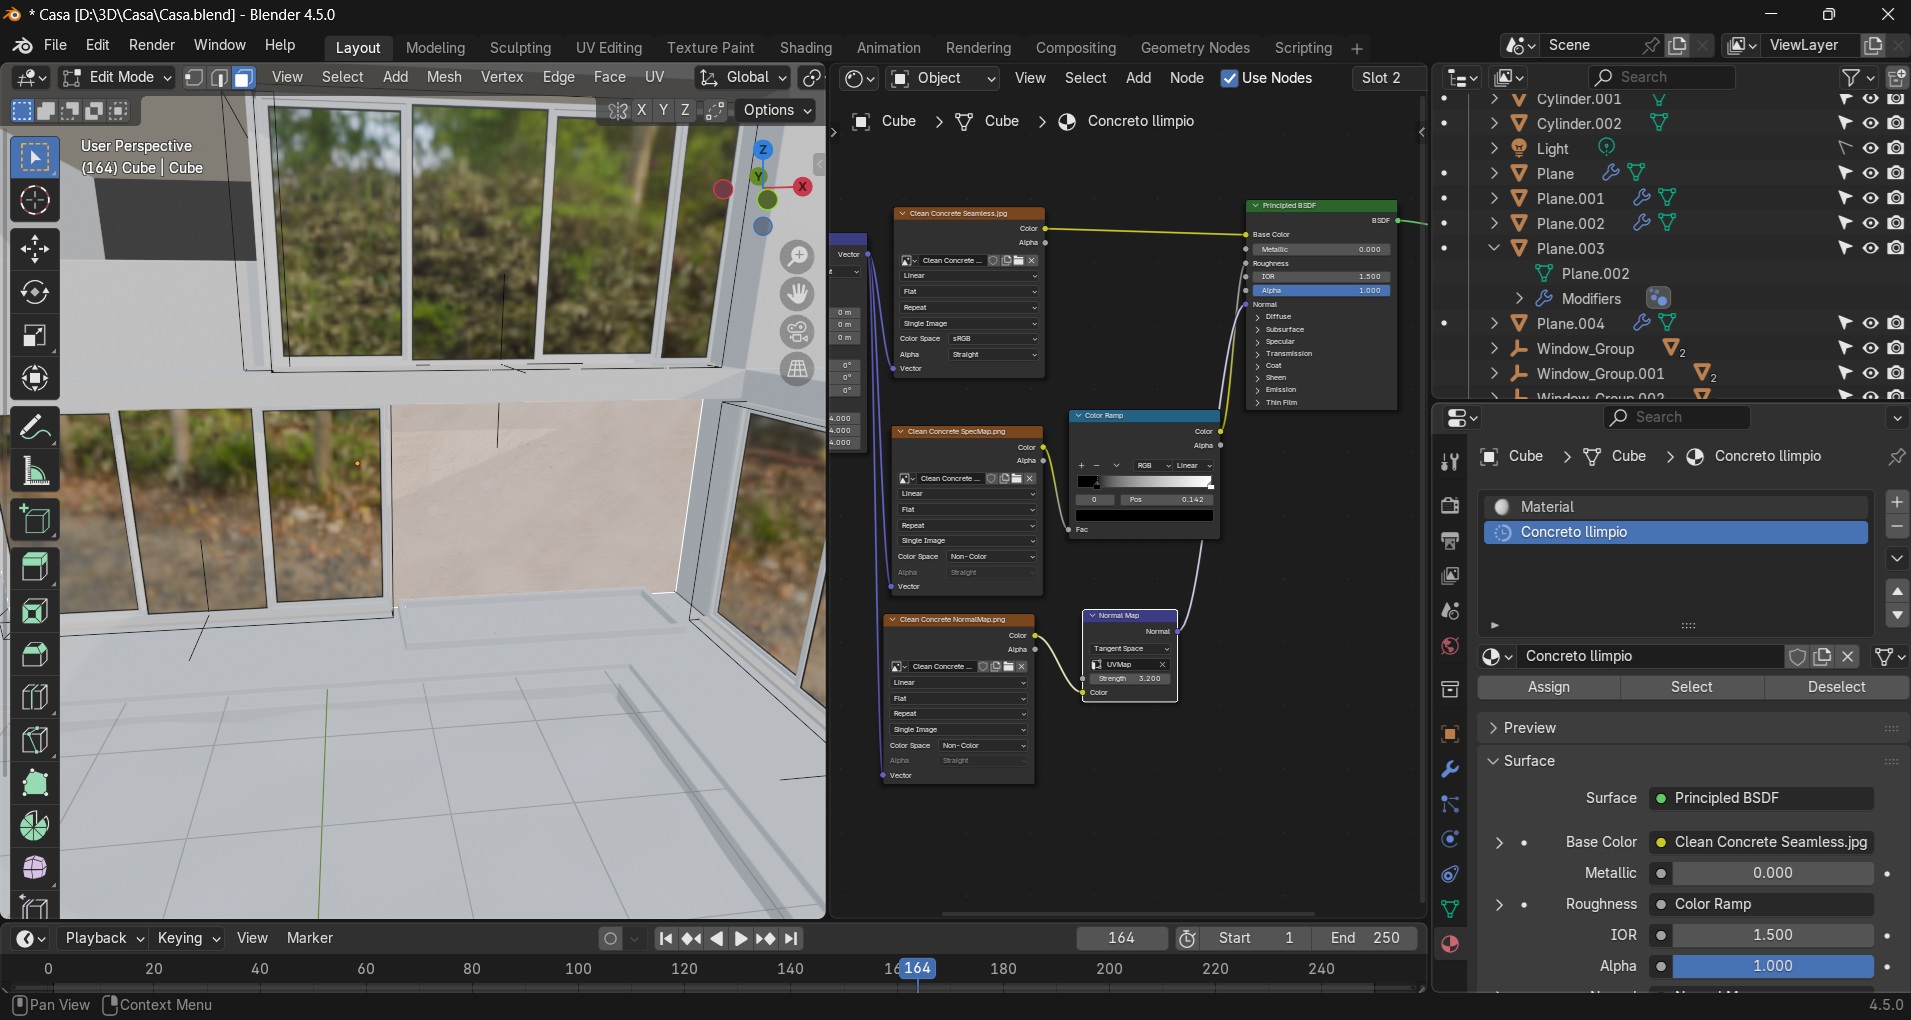 * Casa [D:\3D\Casa\Casa.blend] - Blender 4.5.0
File Edit Render Window Help Layout Modeling Sculpting UV Editing Texture Paint Shading Animation Rendering Compositing Geometry Nodes Scripting + Scene ViewLayer
Edit Mode View Select Add Mesh Vertex Edge Face UV Global
X Y Z Options
User Perspective
(164) Cube | Cube
Z
Y
X
Object View Select Add Node Use Nodes Slot 2
Cube > Cube > Concreto llimpio
Vector
0 m
0 m
0 m
0°
0°
0°
4.000
4.000
4.000
Clean Concrete Seamless.jpg
Color
Alpha
Clean Concrete ...
Linear
Flat
Repeat
Single Image
Color Space sRGB
Alpha Straight
Vector
Clean Concrete SpecMap.png
Color
Alpha
Clean Concrete ...
Linear
Flat
Repeat
Single Image
Color Space Non-Color
Alpha Straight
Vector
Clean Concrete NormalMap.png
Color
Alpha
Clean Concrete ...
Linear
Flat
Repeat
Single Image
Color Space Non-Color
Alpha Straight
Vector
Color Ramp
Color
Alpha
+ − RGB Linear
0 Pos 0.142
Fac
Normal Map
Normal
Tangent Space
UVMap
Strength 3.200
Color
Principled BSDF
BSDF
Base Color
Metallic 0.000
Roughness
IOR 1.500
Alpha 1.000
Normal
Diffuse
Subsurface
Specular
Transmission
Coat
Sheen
Emission
Thin Film
Search
Cylinder.001
Cylinder.002
Light
Plane
Plane.001
Plane.002
Plane.003
Plane.002
Modifiers
Plane.004
Window_Group 2
Window_Group.001 2
Window_Group.002
Search
Cube > Cube > Concreto llimpio
Material
Concreto llimpio
Concreto llimpio
Assign Select Deselect
Preview
Surface
Surface Principled BSDF
Base Color Clean Concrete Seamless.jpg
Metallic 0.000
Roughness Color Ramp
IOR 1.500
Alpha 1.000
Playback Keying View Marker 164 Start 1 End 250
0 20 40 60 80 100 120 140 164 180 200 220 240
Pan View Context Menu 4.5.0